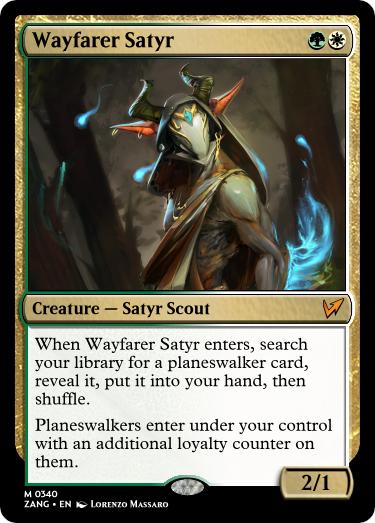 Wayfarer Satyr
Creature — Satyr Scout
When Wayfarer Satyr enters, search
your library for a planeswalker card,
reveal it, put it into your hand, then
shuffle.
Planeswalkers enter under your control
with an additional loyalty counter on
them.
2/1
M 0340
ZANG • EN Lorenzo Massaro